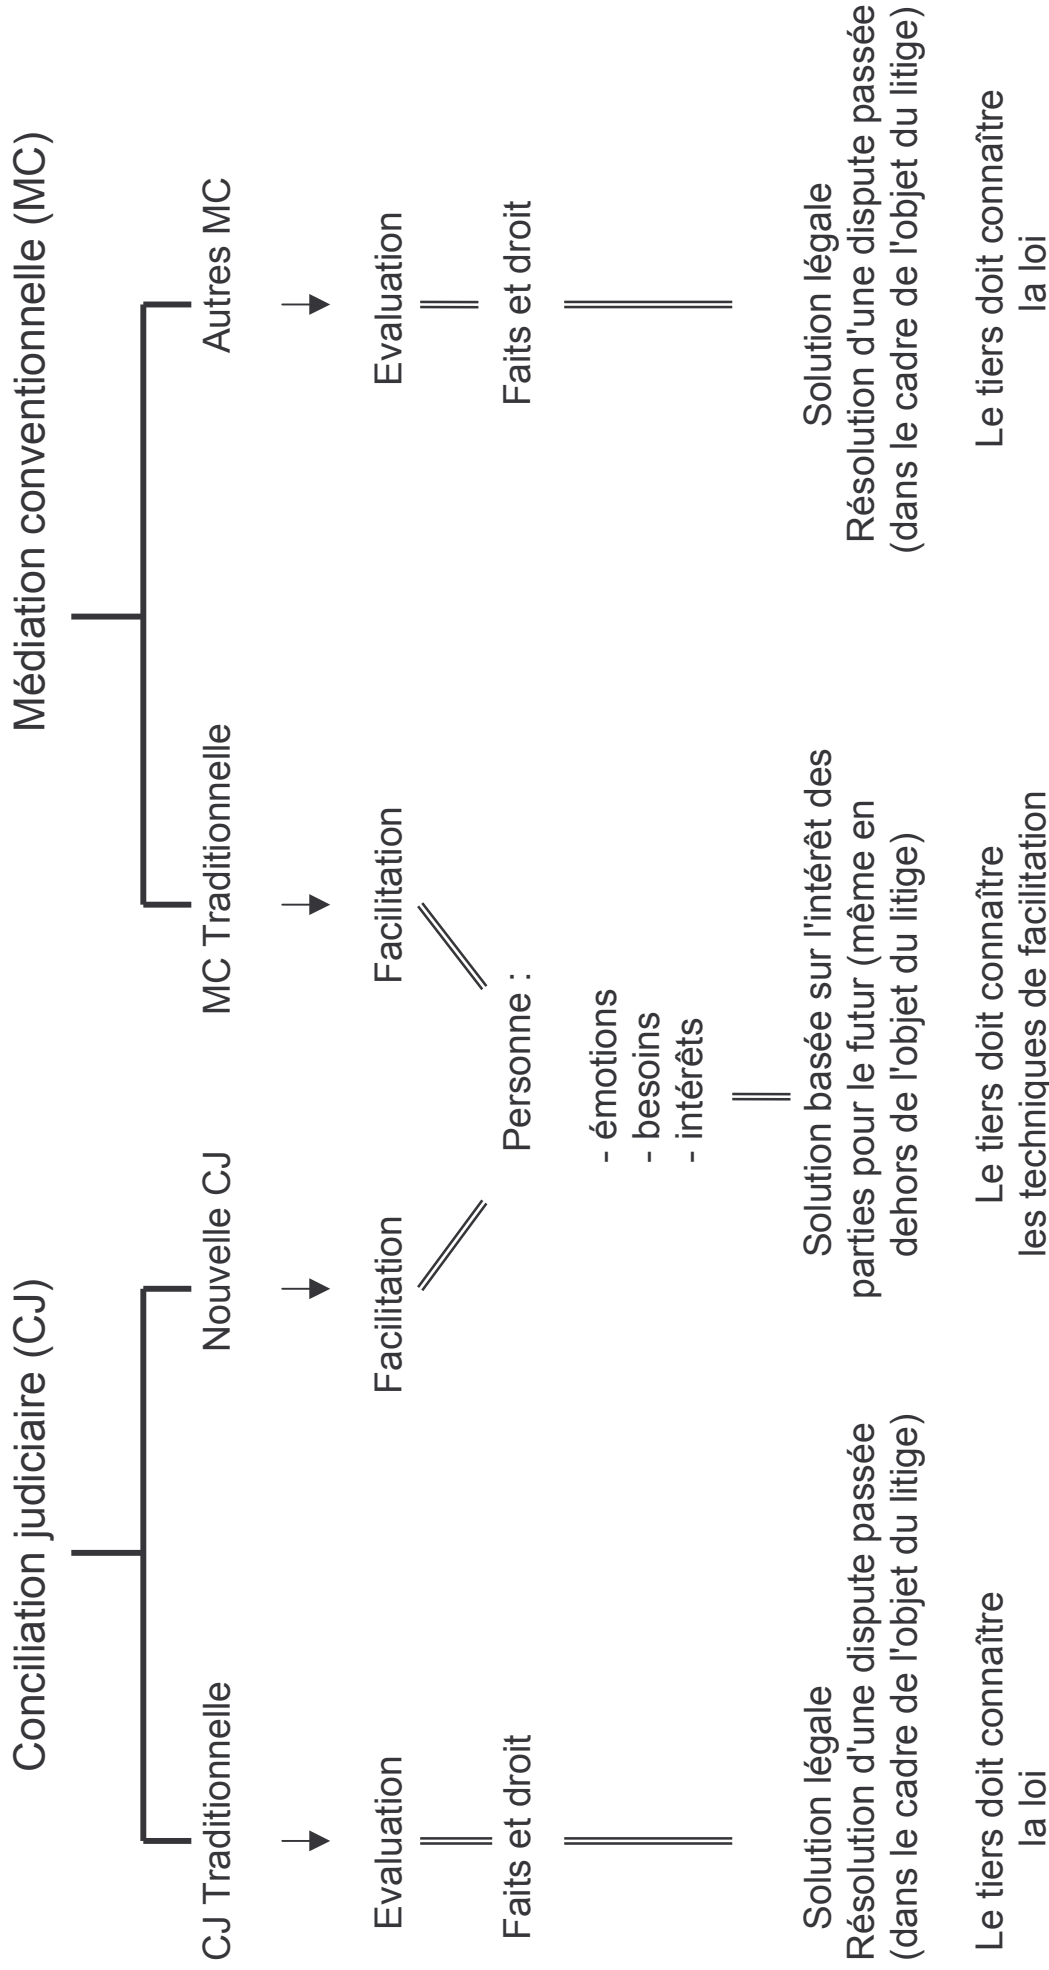 Conciliation judiciaire (CJ)
Médiation conventionnelle (MC)
CJ Traditionnelle
Nouvelle CJ
MC Traditionnelle
Autres MC
Evaluation
Facilitation
Facilitation
Evaluation
Faits et droit
Personne :
Faits et droit
- émotions
- besoins
- intérêts
Solution légale
Résolution d'une dispute passée
(dans le cadre de l'objet du litige)
Solution basée sur l'intérêt des
parties pour le futur (même en
dehors de l'objet du litige)
Solution légale
Résolution d'une dispute passée
(dans le cadre de l'objet du litige)
Le tiers doit connaître
la loi
Le tiers doit connaître
les techniques de facilitation
Le tiers doit connaître
la loi